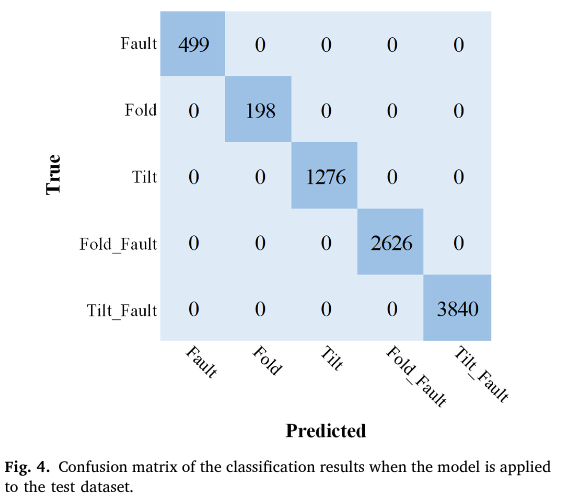 Fault 499 0 0 0 0
Fold 0 198 0 0 0
True
Tilt 0 0 1276 0 0
Fold_Fault 0 0 0 2626 0
Tilt_Fault 0 0 0 0 3840
Fault Fold Tilt Fold_Fault Tilt_Fault
Predicted
Fig. 4. Confusion matrix of the classification results when the model is applied
to the test dataset.